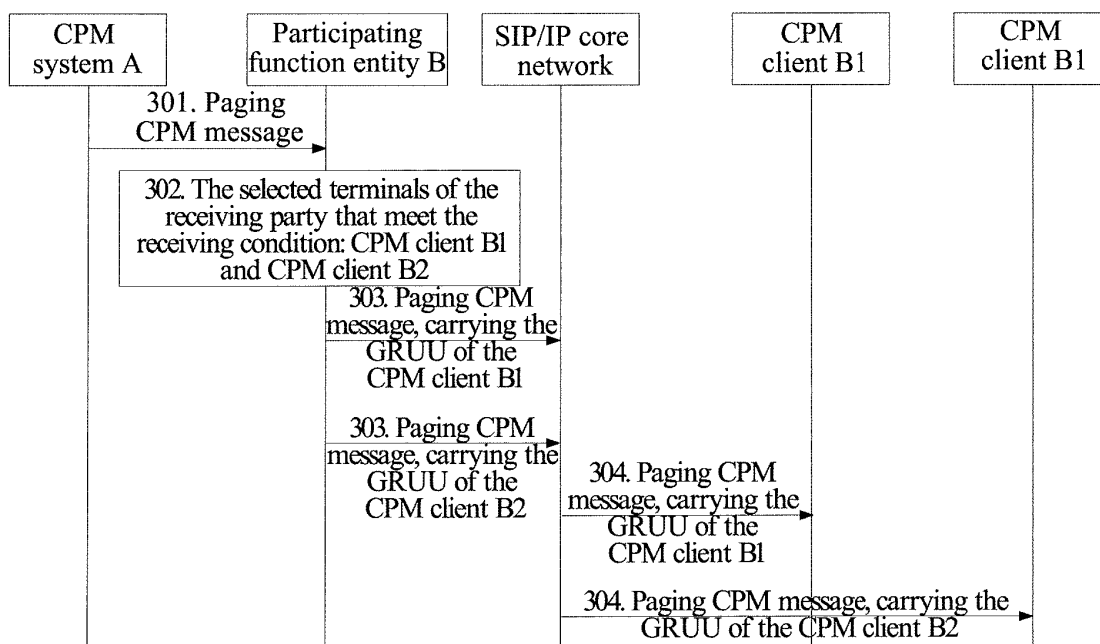 CPM
system A
Participating
function entity B
SIP/IP core
network
CPM
client B1
CPM
client B1
301. Paging
CPM message
302. The selected terminals of the
receiving party that meet the
receiving condition: CPM client B1
and CPM client B2
303. Paging CPM
message, carrying the
GRUU of the
CPM client B1
303. Paging CPM
message, carrying the
GRUU of the
CPM client B2
304. Paging CPM
message, carrying the
GRUU of the
CPM client B1
304. Paging CPM message, carrying the
GRUU of the CPM client B2